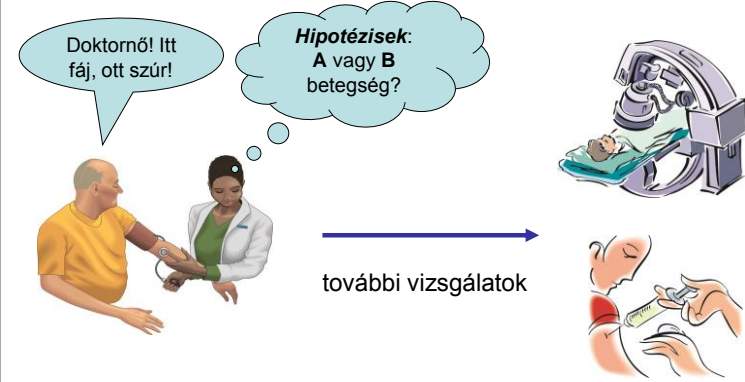 Doktornő! Itt
fáj, ott szúr!
Hipotézisek:
A vagy B
betegség?
további vizsgálatok